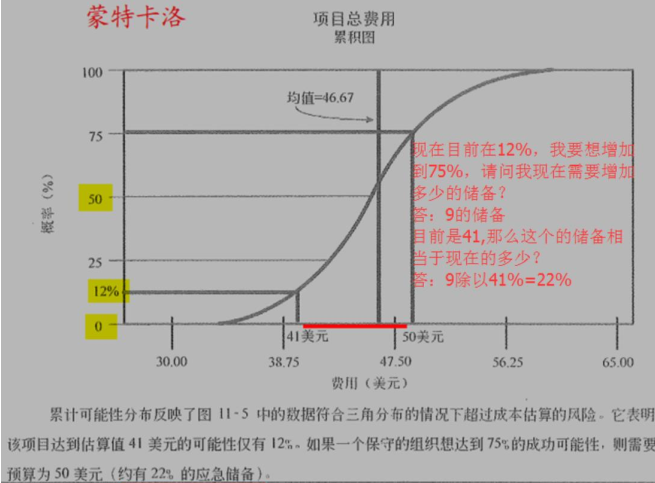 蒙特卡洛
项目总费用
累积图
100
均值=46.67
75
现在目前在12%，我要想增加
到75%，请问我现在需要增加
多少的储备？
答：9的储备
目前是41,那么这个的储备相
当于现在的多少？
答：9除以41%=22%
概率（%）
50
25
12%
0
41美元
50美元
30.00
38.75
47.50
56.25
65.00
费用（美元）
累计可能性分布反映了图 11-5 中的数据符合三角分布的情况下超过成本估算的风险。它表明
该项目达到估算值 41 美元的可能性仅有 12%。如果一个保守的组织想达到 75%的成功可能性，则需要
预算为 50 美元（约有 22% 的应急储备）。